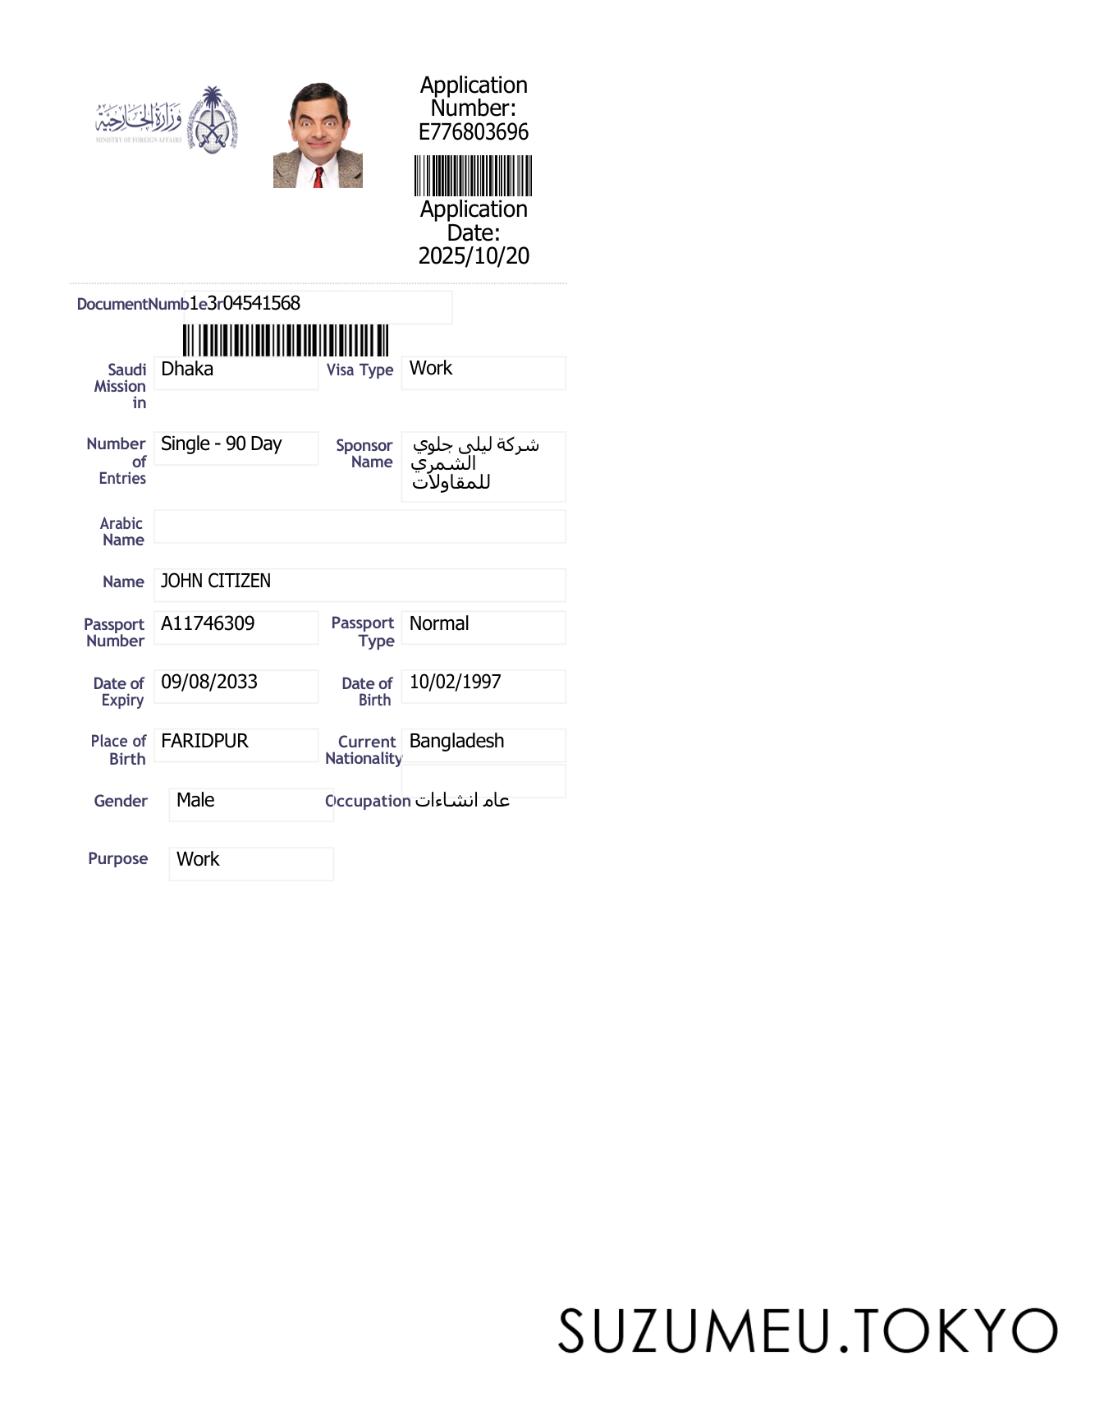 وزارة الخارجية
MINISTRY OF FOREIGN AFFAIRS
Application
Number:
E776803696
Application
Date:
2025/10/20
DocumentNumber 1304541568
Saudi Mission in Dhaka Visa Type Work
Number of Entries Single - 90 Day Sponsor Name شركة ليلى جلوي
الشمري
للمقاولات
Arabic Name
Name JOHN CITIZEN
Passport Number A11746309 Passport Type Normal
Date of Expiry 09/08/2033 Date of Birth 10/02/1997
Place of Birth FARIDPUR Current Nationality Bangladesh
Gender Male Occupation عام انشاءات
Purpose Work
SUZUMEU.TOKYO